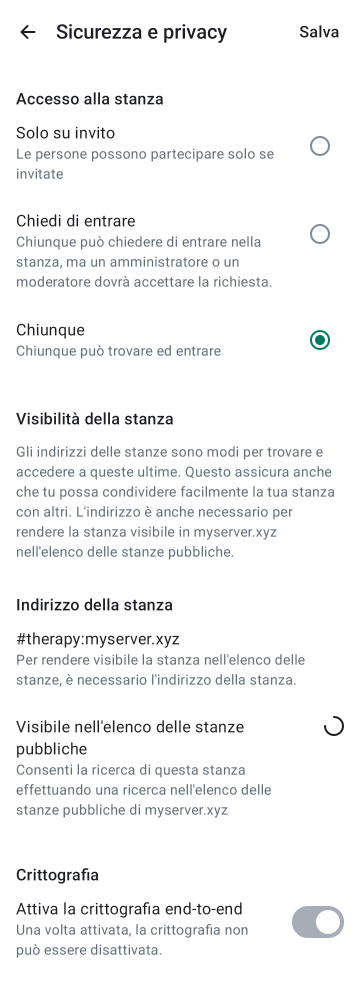 Sicurezza e privacy
Salva
Accesso alla stanza
Solo su invito
Le persone possono partecipare solo se
invitate
Chiedi di entrare
Chiunque può chiedere di entrare nella
stanza, ma un amministratore o un
moderatore dovrà accettare la richiesta.
Chiunque
Chiunque può trovare ed entrare
Visibilità della stanza
Gli indirizzi delle stanze sono modi per trovare e
accedere a queste ultime. Questo assicura anche
che tu possa condividere facilmente la tua stanza
con altri. L'indirizzo è anche necessario per
rendere la stanza visibile in myserver.xyz
nell'elenco delle stanze pubbliche.
Indirizzo della stanza
#therapy:myserver.xyz
Per rendere visibile la stanza nell'elenco delle
stanze, è necessario l'indirizzo della stanza.
Visibile nell'elenco delle stanze
pubbliche
Consenti la ricerca di questa stanza
effettuando una ricerca nell'elenco delle
stanze pubbliche di myserver.xyz
Crittografia
Attiva la crittografia end-to-end
Una volta attivata, la crittografia non
può essere disattivata.